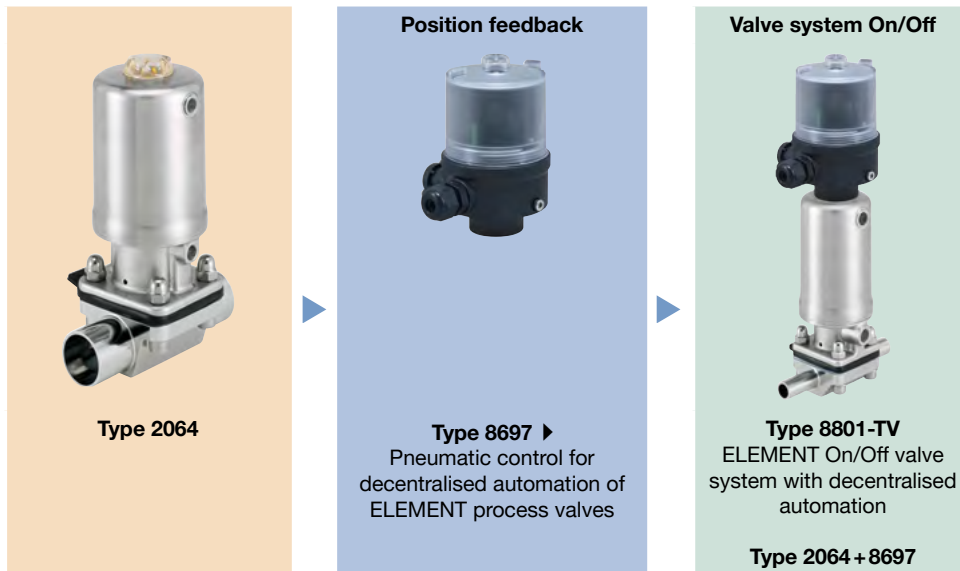 Position feedback
Valve system On/Off
Type 2064
Type 8697
Pneumatic control for
decentralised automation of
ELEMENT process valves
Type 8801-TV
ELEMENT On/Off valve
system with decentralised
automation
Type 2064 + 8697